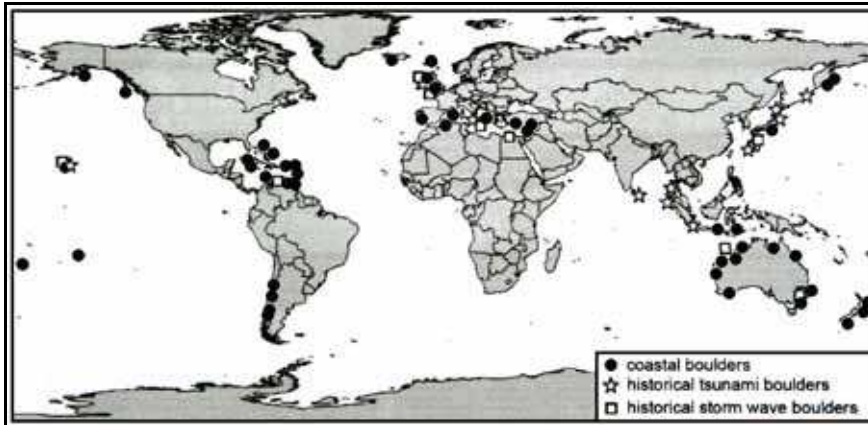 coastal boulders
historical tsunami boulders
historical storm wave boulders